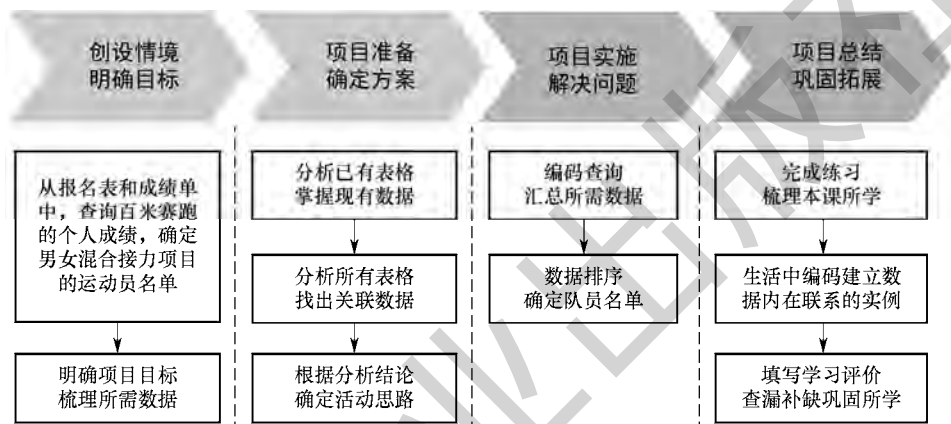 创设情境
明确目标
项目准备
确定方案
项目实施
解决问题
项目总结
巩固拓展
从报名表和成绩单
中，查询百米赛跑
的个人成绩，确定
男女混合接力项目
的运动员名单
明确项目目标
梳理所需数据
分析已有表格
掌握现有数据
分析所有表格
找出关联数据
根据分析结论
确定活动思路
编码查询
汇总所需数据
数据排序
确定队员名单
完成练习
梳理本课所学
生活中编码建立数
据内在联系的实例
填写学习评价
查漏补缺巩固所学